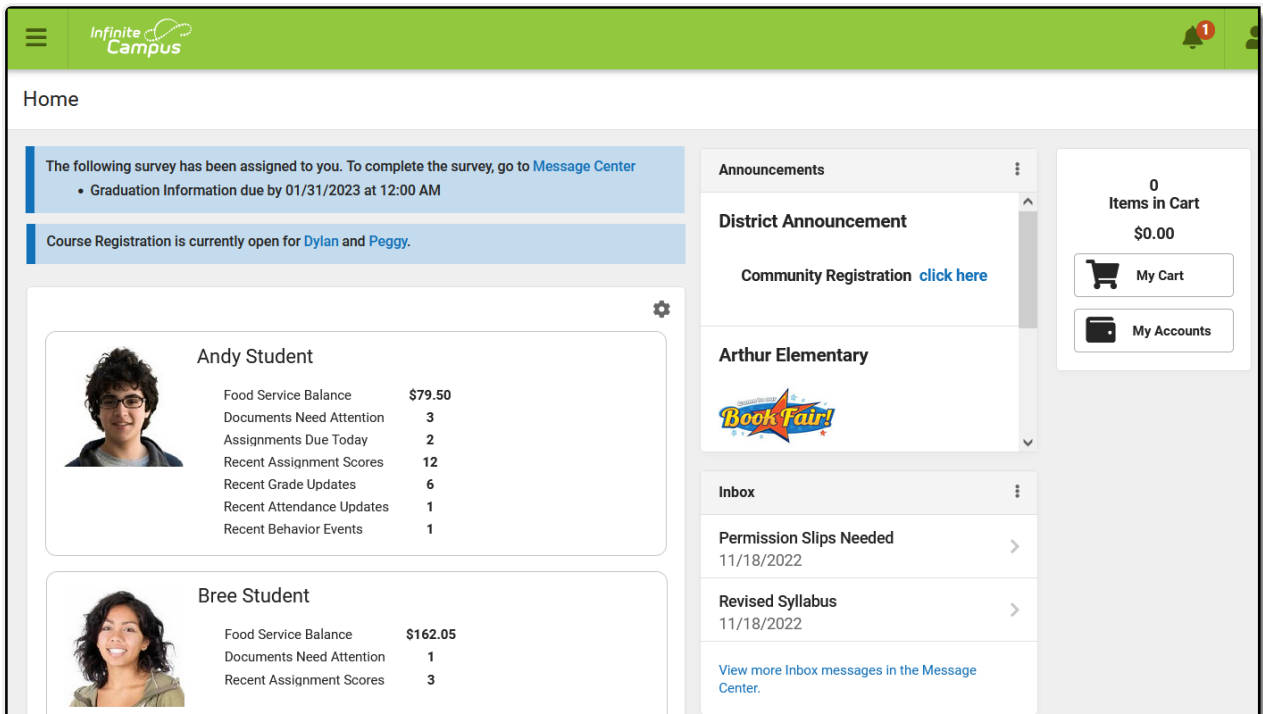 Infinite
Campus
1
Home
The following survey has been assigned to you. To complete the survey, go to Message Center
• Graduation Information due by 01/31/2023 at 12:00 AM
Course Registration is currently open for Dylan and Peggy.
Andy Student
Food Service Balance $79.50
Documents Need Attention 3
Assignments Due Today 2
Recent Assignment Scores 12
Recent Grade Updates 6
Recent Attendance Updates 1
Recent Behavior Events 1
Bree Student
Food Service Balance $162.05
Documents Need Attention 1
Recent Assignment Scores 3
Announcements
District Announcement
Community Registration click here
Arthur Elementary
Book Fair!
Inbox
Permission Slips Needed
11/18/2022
Revised Syllabus
11/18/2022
View more Inbox messages in the Message
Center.
0
Items in Cart
$0.00
My Cart
My Accounts